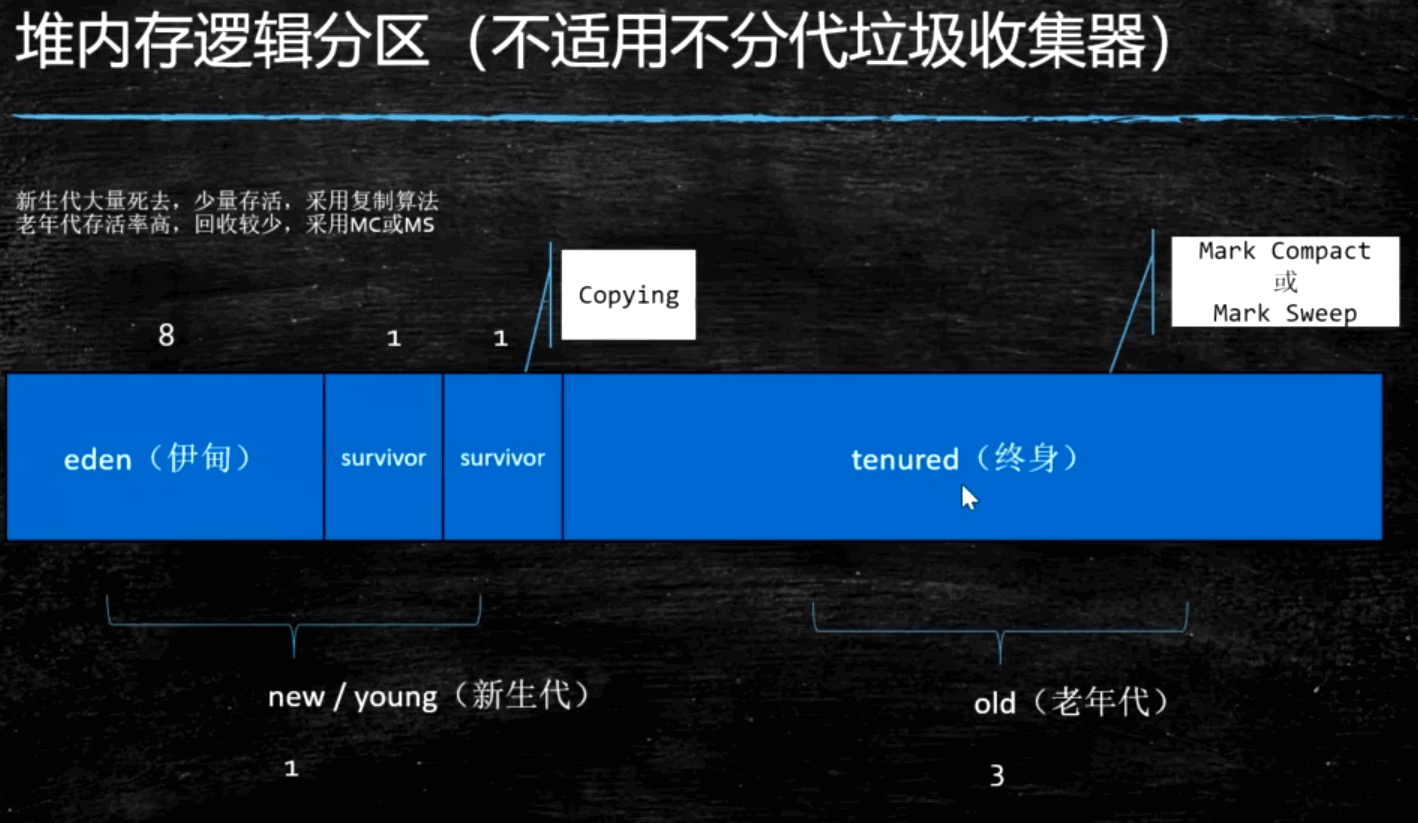 堆内存逻辑分区（不适用不分代垃圾收集器）
新生代大量死去，少量存活，采用复制算法
老年代存活率高，回收较少，采用MC或MS
Copying
Mark Compact
或
Mark Sweep
8
1
1
eden（伊甸）
survivor
survivor
tenured（终身）
new / young（新生代）
old（老年代）
1
3